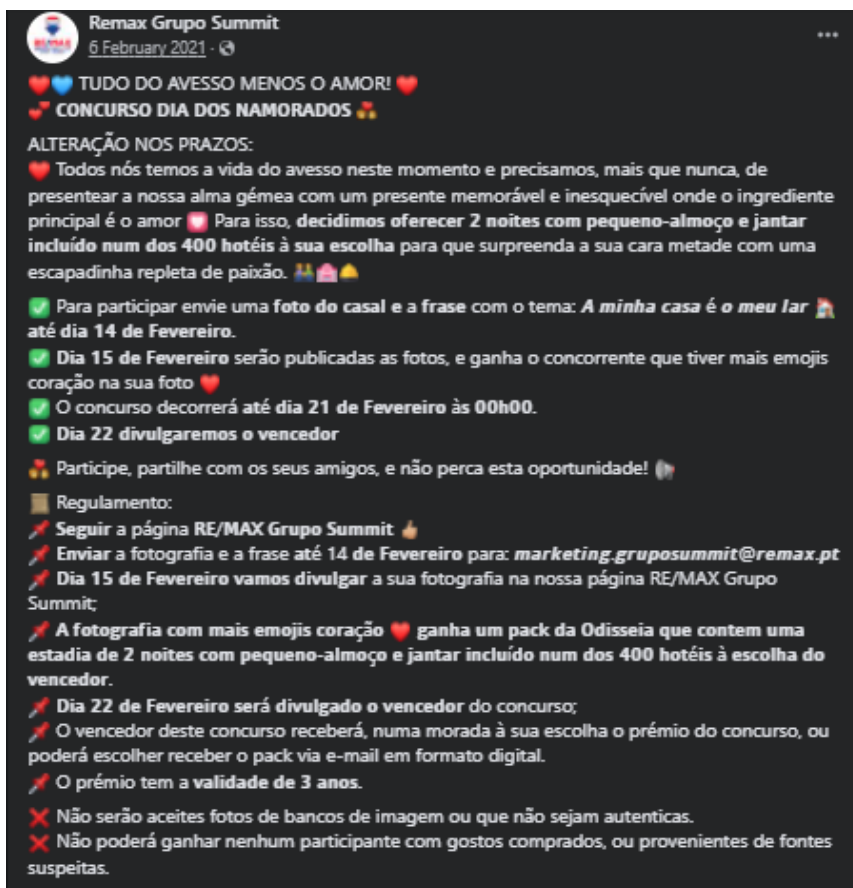 Remax Grupo Summit
6 February 2021 ·
RE/MAX
❤️💙 TUDO DO AVESSO MENOS O AMOR! ❤️
💕 CONCURSO DIA DOS NAMORADOS 💑
ALTERAÇÃO NOS PRAZOS:
❤️ Todos nós temos a vida do avesso neste momento e precisamos, mais que nunca, de
presentear a nossa alma gémea com um presente memorável e inesquecível onde o ingrediente
principal é o amor 💟 Para isso, decidimos oferecer 2 noites com pequeno-almoço e jantar
incluído num dos 400 hotéis à sua escolha para que surpreenda a sua cara metade com uma
escapadinha repleta de paixão. 👫🏩🛎️
✅ Para participar envie uma foto do casal e a frase com o tema: A minha casa é o meu lar 🏠
até dia 14 de Fevereiro.
✅ Dia 15 de Fevereiro serão publicadas as fotos, e ganha o concorrente que tiver mais emojis
coração na sua foto ❤️
✅ O concurso decorrerá até dia 21 de Fevereiro às 00h00.
✅ Dia 22 divulgaremos o vencedor
💑 Participe, partilhe com os seus amigos, e não perca esta oportunidade! 📢
📜 Regulamento:
📌 Seguir a página RE/MAX Grupo Summit 👍
📌 Enviar a fotografia e a frase até 14 de Fevereiro para: marketing.gruposummit@remax.pt
📌 Dia 15 de Fevereiro vamos divulgar a sua fotografia na nossa página RE/MAX Grupo
Summit;
📌 A fotografia com mais emojis coração ❤️ ganha um pack da Odisseia que contem uma
estadia de 2 noites com pequeno-almoço e jantar incluído num dos 400 hotéis à escolha do
vencedor.
📌 Dia 22 de Fevereiro será divulgado o vencedor do concurso;
📌 O vencedor deste concurso receberá, numa morada à sua escolha o prémio do concurso, ou
poderá escolher receber o pack via e-mail em formato digital.
📌 O prémio tem a validade de 3 anos.
❌ Não serão aceites fotos de bancos de imagem ou que não sejam autenticas.
❌ Não poderá ganhar nenhum participante com gostos comprados, ou provenientes de fontes
suspeitas.